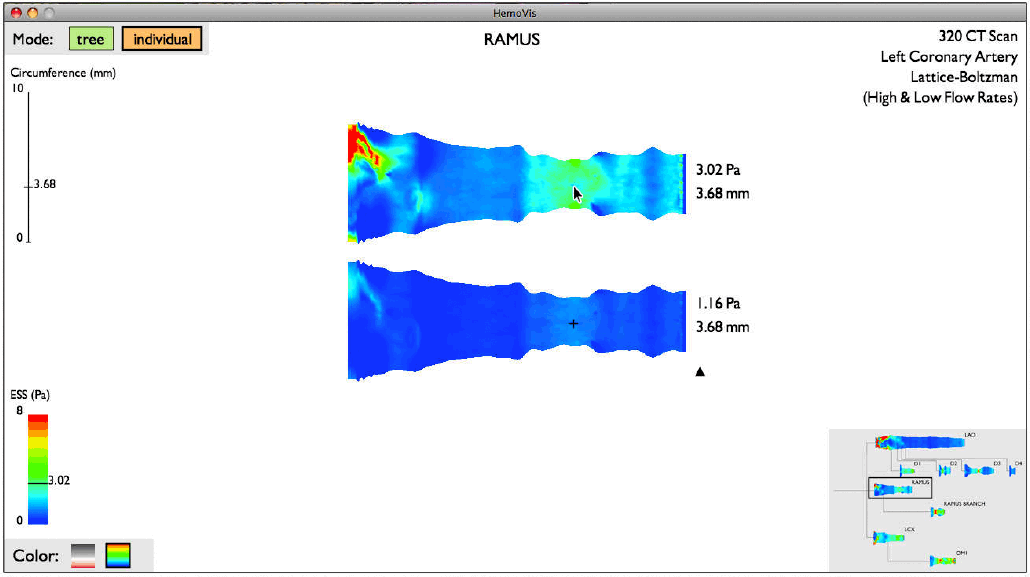 HemoVis
Mode: tree individual
RAMUS
320 CT Scan
Left Coronary Artery
Lattice-Boltzman
(High & Low Flow Rates)
Circumference (mm)
10
3.68
0
3.02 Pa
3.68 mm
1.16 Pa
3.68 mm
ESS (Pa)
8
3.02
0
Color:
LAD
D1 D2 D3 D4
RAMUS
RAMUS BRANCH
LCX
OM1